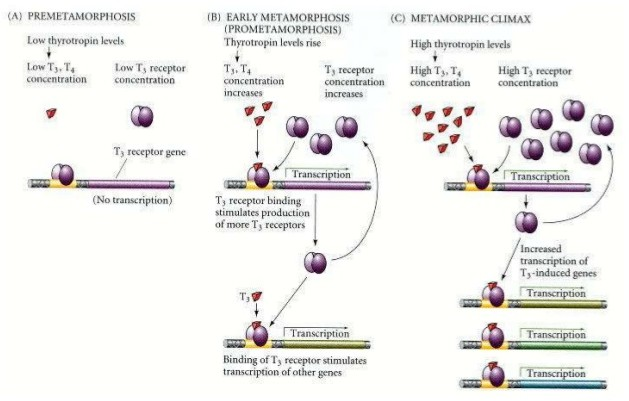 (A) PREMETAMORPHOSIS
Low thyrotropin levels
Low T3, T4
concentration
Low T3 receptor
concentration
T3 receptor gene
(No transcription)
(B) EARLY METAMORPHOSIS
(PROMETAMORPHOSIS)
Thyrotropin levels rise
T3, T4
concentration
increases
T3 receptor
concentration
increases
Transcription
T3 receptor binding
stimulates production
of more T3 receptors
T3
Transcription
Binding of T3 receptor stimulates
transcription of other genes
(C) METAMORPHIC CLIMAX
High thyrotropin levels
High T3, T4
concentration
High T3 receptor
concentration
Transcription
Increased
transcription of
T3-induced genes
Transcription
Transcription
Transcription